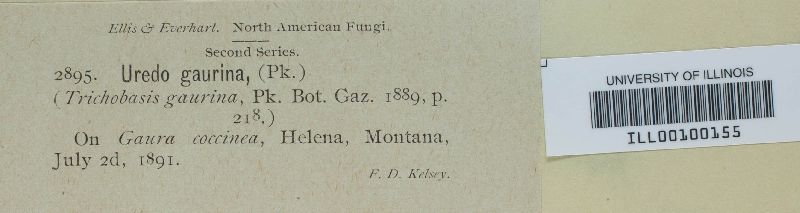 Ellis & Everhart. North American Fungi.
Second Series.
2895. Uredo gaurina, (Pk.)
(Trichobasis gaurina, Pk. Bot. Gaz. 1889, p.
218.)
On Gaura coccinea, Helena, Montana,
July 2d, 1891.
F. D. Kelsey.
UNIVERSITY OF ILLINOIS
ILL00100155